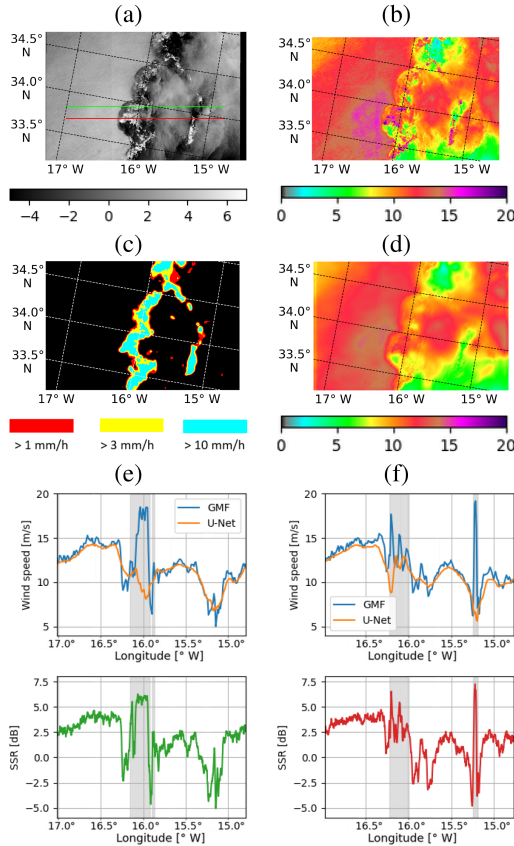 (a)
(b)
34.5° N
34.0° N
33.5° N
17° W 16° W 15° W
34.5° N
34.0° N
33.5° N
17° W 16° W 15° W
−4 −2 0 2 4 6
0 5 10 15 20
(c)
(d)
34.5° N
34.0° N
33.5° N
17° W 16° W 15° W
34.5° N
34.0° N
33.5° N
17° W 16° W 15° W
> 1 mm/h > 3 mm/h > 10 mm/h
0 5 10 15 20
(e)
(f)
Wind speed [m/s]
20
15
10
5
GMF
U-Net
17.0 16.5 16.0 15.5 15.0
Longitude [° W]
Wind speed [m/s]
20
15
10
5
GMF
U-Net
16.5 16.0 15.5 15.0
Longitude [° W]
SSR [dB]
7.5
5.0
2.5
0.0
−2.5
−5.0
17.0 16.5 16.0 15.5 15.0
Longitude [° W]
SSR [dB]
7.5
5.0
2.5
0.0
−2.5
−5.0
16.5 16.0 15.5 15.0
Longitude [° W]